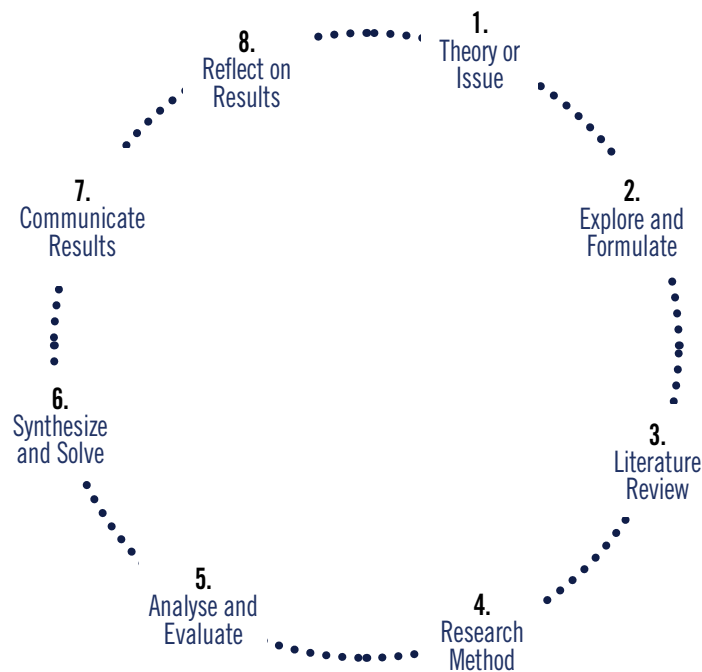 1.
Theory or
Issue
2.
Explore and
Formulate
3.
Literature
Review
4.
Research
Method
5.
Analyse and
Evaluate
6.
Synthesize
and Solve
7.
Communicate
Results
8.
Reflect on
Results